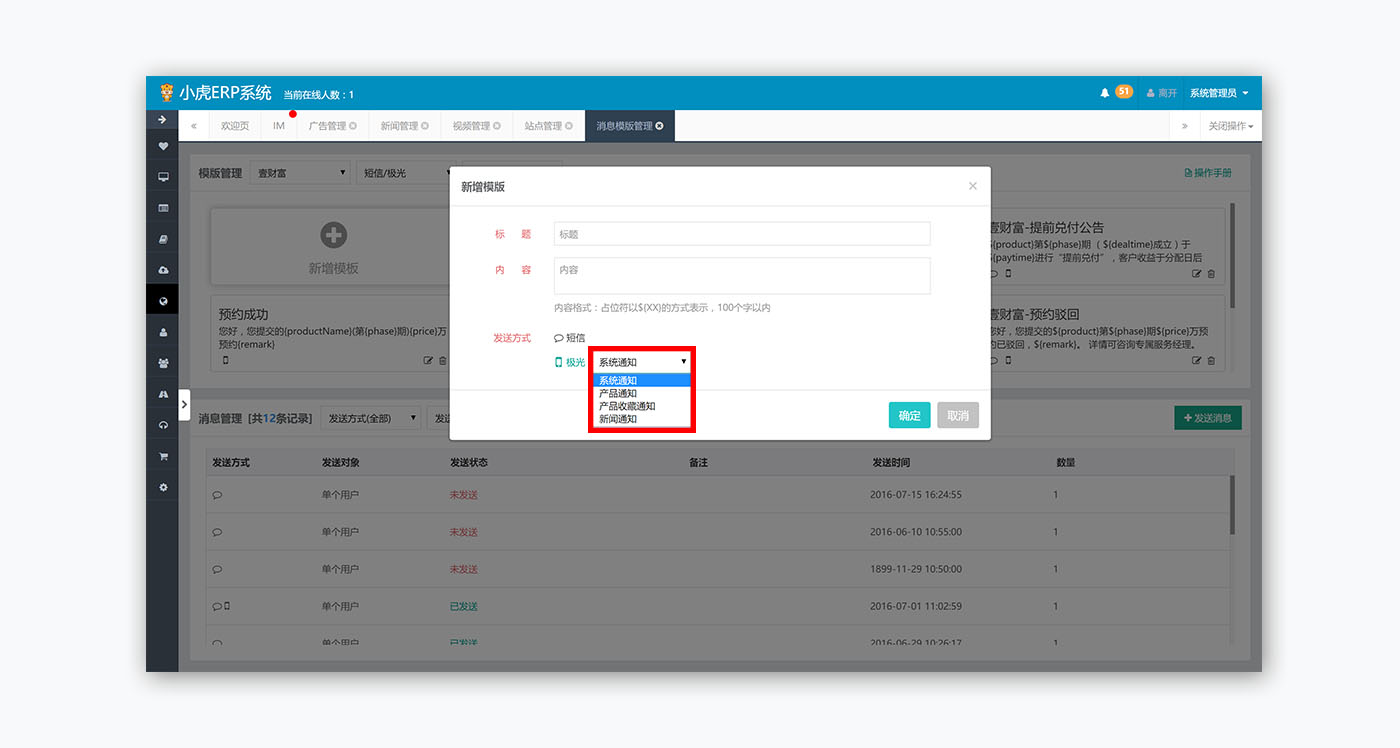 小虎ERP系统 当前在线人数：1 51 离开 系统管理员
欢迎页 IM 广告管理 新闻管理 视频管理 站点管理 消息模版管理 关闭操作
模版管理 壹财富 短信/极光 操作手册
新增模板
预约成功
您好，您提交的{productName}(第{phase}期){price}万
预约{remark}
新增模版
标 题 标题
内 容 内容
内容格式：占位符以${XX}的方式表示，100个字以内
发送方式 短信
极光 系统通知
系统通知
产品通知
产品收藏通知
新闻通知
确定 取消
壹财富-提前兑付公告
${product}第${phase}期（ ${dealtime}成立 ）于
${paytime}进行“提前兑付”，客户收益于分配日后
壹财富-预约驳回
您好，您提交的${product}第${phase}期${price}万预
约已驳回，${remark}。 详情可咨询专属服务经理。
消息管理 [共12条记录] 发送方式(全部) 发送消息
发送方式 发送对象 发送状态 备注 发送时间 数量
单个用户 未发送 2016-07-15 16:24:55 1
单个用户 未发送 2016-06-10 10:55:00 1
单个用户 未发送 1899-11-29 10:50:00 1
单个用户 已发送 2016-07-01 11:02:59 1
单个用户 已发送 2016-06-29 10:26:17 1